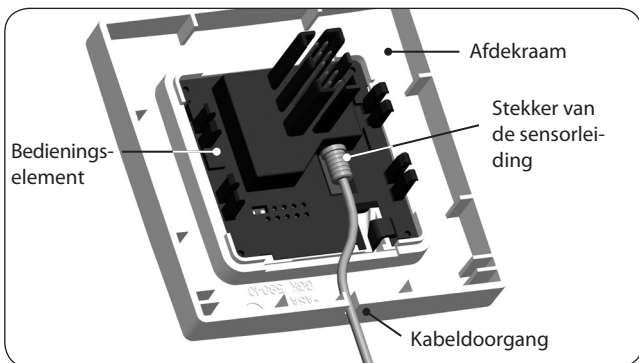 Afdekraam
Stekker van
de sensorlei-
ding
Bedienings-
element
Kabeldoorgang